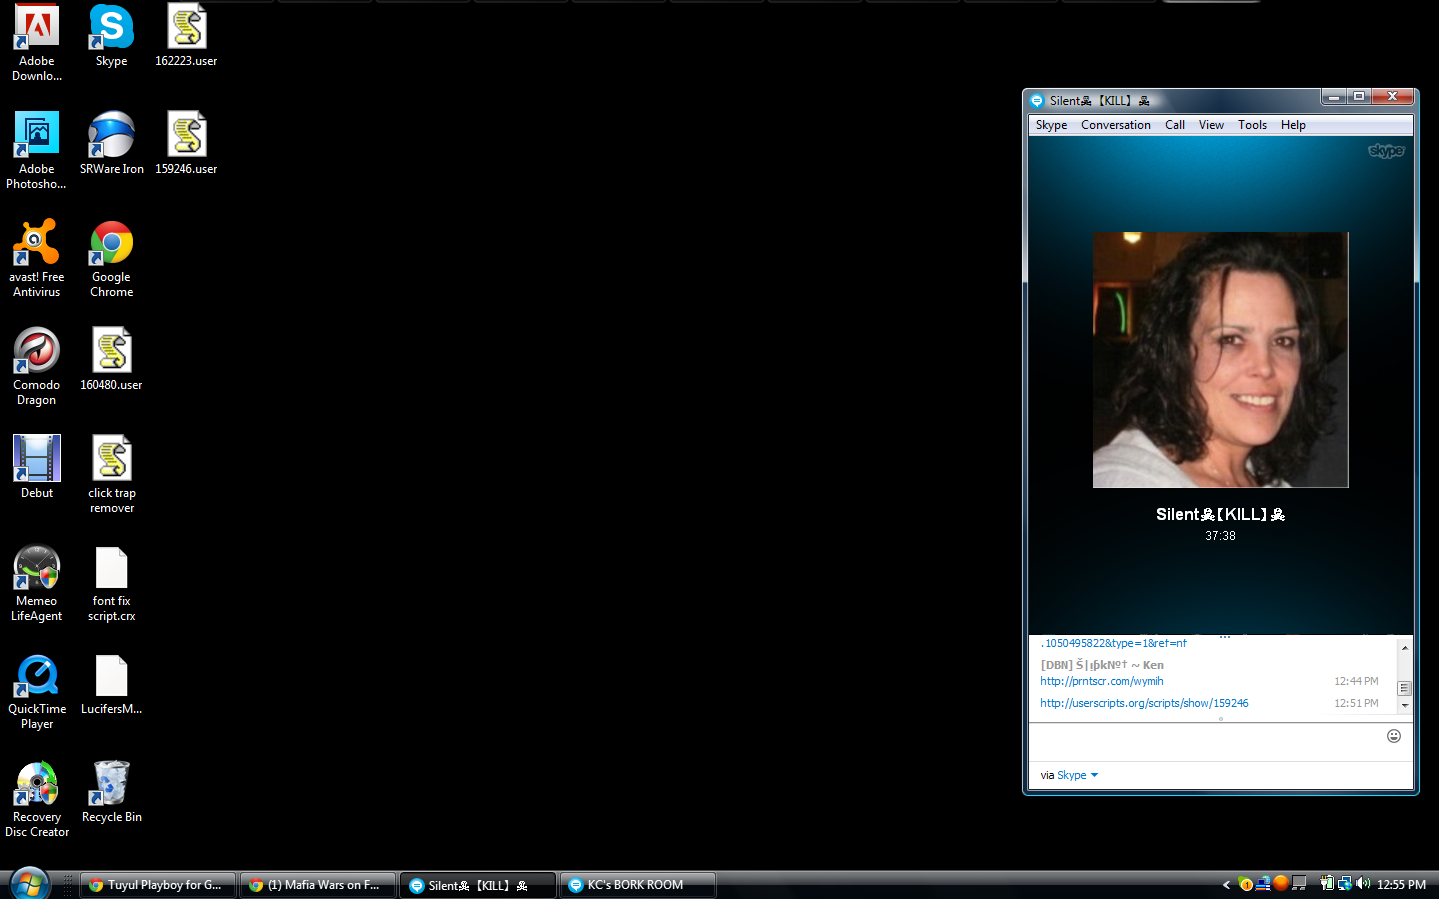 Adobe
Downlo...
Skype
162223.user
Adobe
Photosho...
SRWare Iron
159246.user
avast! Free
Antivirus
Google
Chrome
Comodo
Dragon
160480.user
Debut
click trap
remover
Memeo
LifeAgent
font fix
script.crx
QuickTime
Player
LucifersM...
Recovery
Disc Creator
Recycle Bin
Silent 【KILL】
Skype Conversation Call View Tools Help
skype
Silent 【KILL】
37:38
.1050495822&type=1&ret=nt
[DBN] ~ Ken
http://prntscr.com/wymih 12:44 PM
http://userscripts.org/scripts/show/159246 12:51 PM
via Skype
Tuyul Playboy for G...
(1) Mafia Wars on F...
Silent 【KILL】
KC's BORK ROOM
12:55 PM